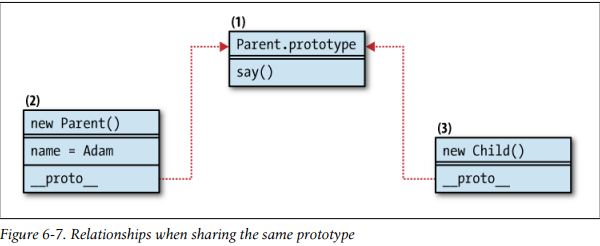 (1)
Parent.prototype
say()
(2)
new Parent()
name = Adam
__proto__
(3)
new Child()
__proto__
Figure 6-7. Relationships when sharing the same prototype